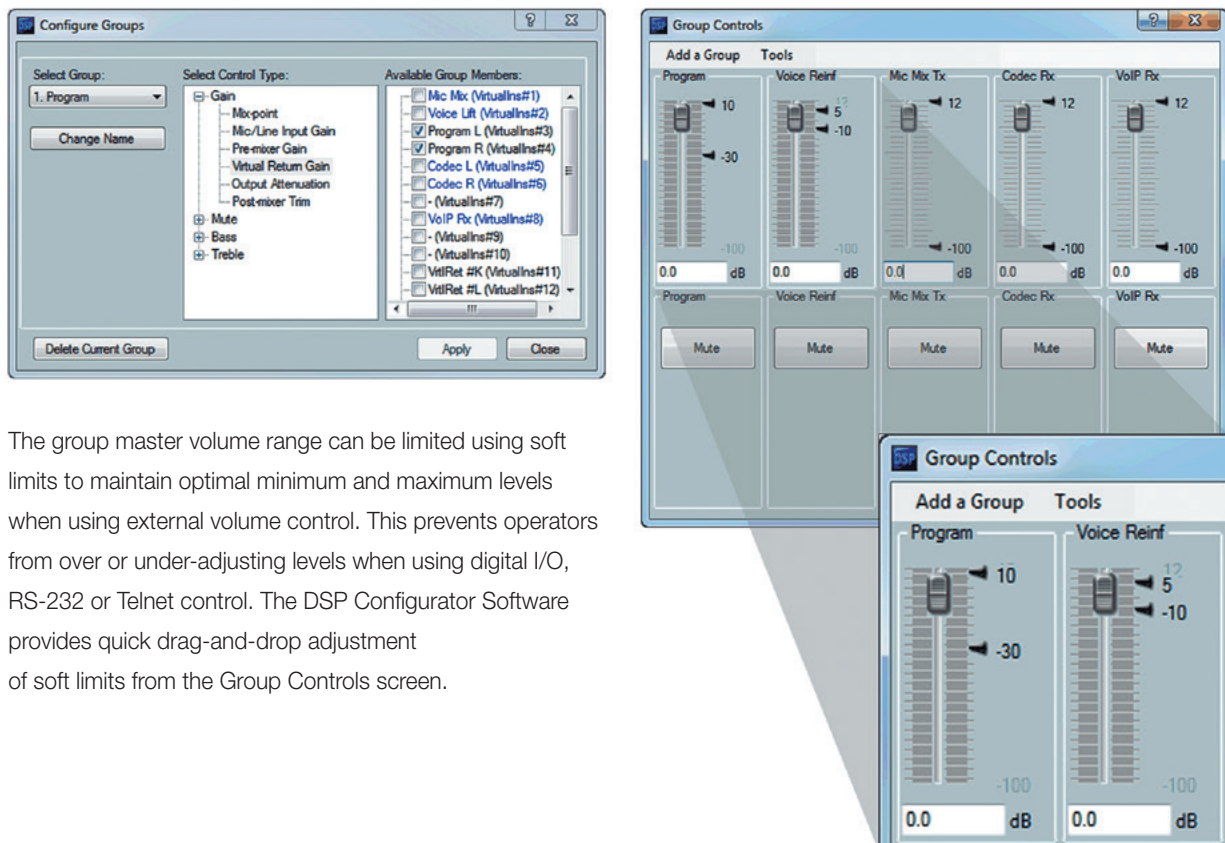 Configure Groups
Select Group:
1. Program
Change Name
Select Control Type:
Gain
Mix-point
Mic/Line Input Gain
Pre-mixer Gain
Virtual Return Gain
Output Attenuation
Post-mixer Trim
Mute
Bass
Treble
Available Group Members:
Mic Mix (VirtualIns#1)
Voice Lift (VirtualIns#2)
Program L (VirtualIns#3)
Program R (VirtualIns#4)
Codec L (VirtualIns#5)
Codec R (VirtualIns#6)
- (VirtualIns#7)
VoIP Rx (VirtualIns#8)
- (VirtualIns#9)
- (VirtualIns#10)
VrtlRet #K (VirtualIns#11)
VrtlRet #L (VirtualIns#12)
Delete Current Group
Apply
Close
The group master volume range can be limited using soft
limits to maintain optimal minimum and maximum levels
when using external volume control. This prevents operators
from over or under-adjusting levels when using digital I/O,
RS-232 or Telnet control. The DSP Configurator Software
provides quick drag-and-drop adjustment
of soft limits from the Group Controls screen.
DSP Group Controls
Add a Group Tools
Program Voice Reinf Mic Mix Tx Codec Rx VoIP Rx
10 12 12 12 12
5
-10
-30
-100 -100 -100 -100 -100
0.0 dB 0.0 dB 0.0 dB 0.0 dB 0.0 dB
Program Voice Reinf Mic Mix Tx Codec Rx VoIP Rx
Mute Mute Mute Mute Mute
DSP Group Controls
Add a Group Tools
Program Voice Reinf
10 12
5
-10
-30
-100 -100
0.0 dB 0.0 dB